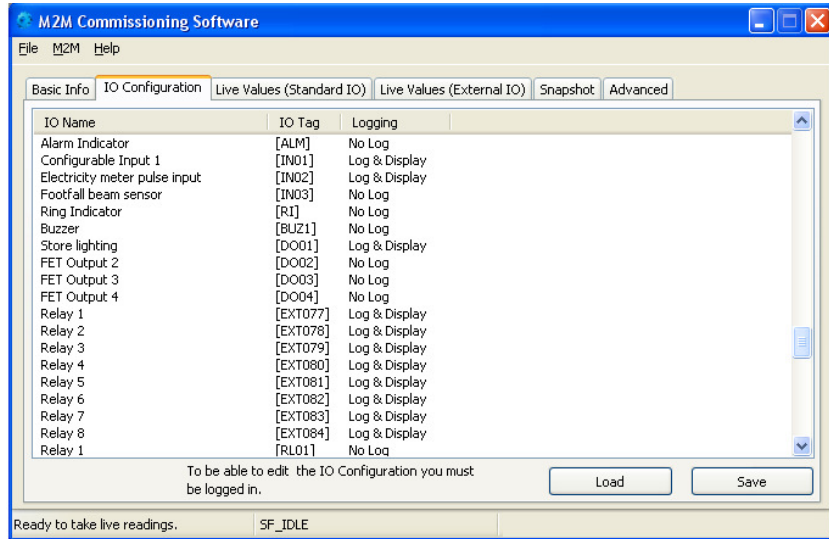 M2M Commissioning Software
File M2M Help
Basic Info IO Configuration Live Values (Standard IO) Live Values (External IO) Snapshot Advanced
IO Name IO Tag Logging
Alarm Indicator [ALM] No Log
Configurable Input 1 [IN01] Log & Display
Electricity meter pulse input [IN02] Log & Display
Footfall beam sensor [IN03] No Log
Ring Indicator [RI] No Log
Buzzer [BUZ1] No Log
Store lighting [DO01] Log & Display
FET Output 2 [DO02] No Log
FET Output 3 [DO03] No Log
FET Output 4 [DO04] No Log
Relay 1 [EXT077] Log & Display
Relay 2 [EXT078] Log & Display
Relay 3 [EXT079] Log & Display
Relay 4 [EXT080] Log & Display
Relay 5 [EXT081] Log & Display
Relay 6 [EXT082] Log & Display
Relay 7 [EXT083] Log & Display
Relay 8 [EXT084] Log & Display
Relay 1 [RL01] No Log
To be able to edit the IO Configuration you must
be logged in.
Load Save
Ready to take live readings. SF_IDLE